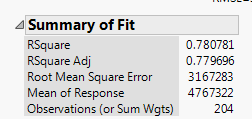 Summary of Fit
RSquare 0.780781
RSquare Adj 0.779696
Root Mean Square Error 3167283
Mean of Response 4767322
Observations (or Sum Wgts) 204